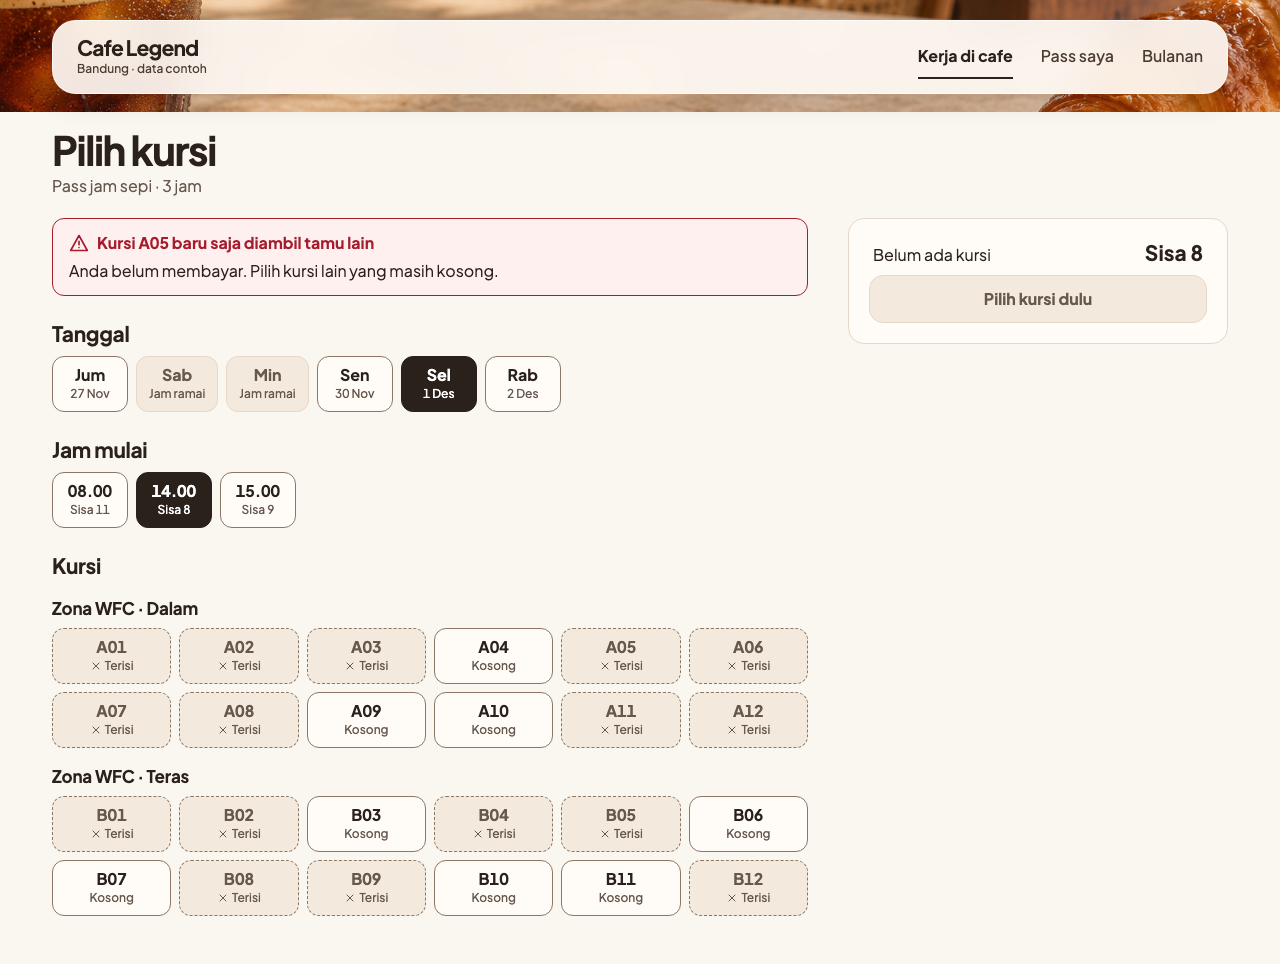 Cafe Legend
Bandung · data contoh
Kerja di cafe
Pass saya
Bulanan
Pilih kursi
Pass jam sepi · 3 jam
Kursi A05 baru saja diambil tamu lain
Anda belum membayar. Pilih kursi lain yang masih kosong.
Belum ada kursi
Sisa 8
Pilih kursi dulu
Tanggal
Jum
27 Nov
Sab
Jam ramai
Min
Jam ramai
Sen
30 Nov
Sel
1 Des
Rab
2 Des
Jam mulai
08.00
Sisa 11
14.00
Sisa 8
15.00
Sisa 9
Kursi
Zona WFC · Dalam
A01
× Terisi
A02
× Terisi
A03
× Terisi
A04
Kosong
A05
× Terisi
A06
× Terisi
A07
× Terisi
A08
× Terisi
A09
Kosong
A10
Kosong
A11
× Terisi
A12
× Terisi
Zona WFC · Teras
B01
× Terisi
B02
× Terisi
B03
Kosong
B04
× Terisi
B05
× Terisi
B06
Kosong
B07
Kosong
B08
× Terisi
B09
× Terisi
B10
Kosong
B11
Kosong
B12
× Terisi